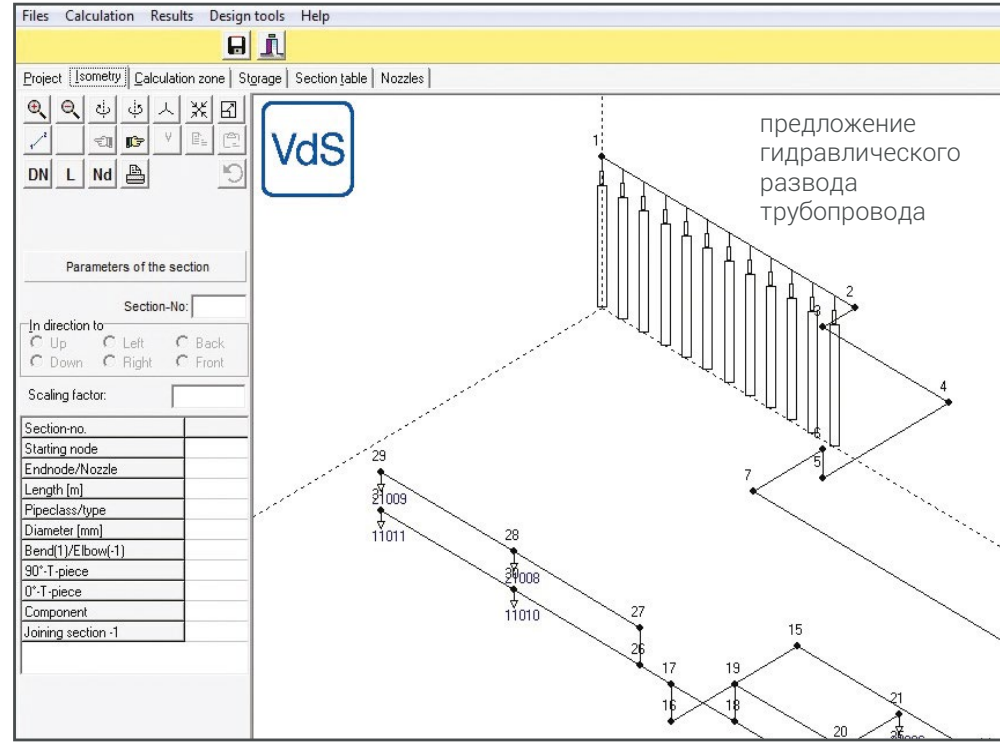 Files Calculation Results Design tools Help
Project Isometry Calculation zone Storage Section table Nozzles
DN L Nd
VdS
предложение
гидравлического
развода
трубопровода
Parameters of the section
Section-No:
In direction to
Up Left Back
Down Right Front
Scaling factor:
Section-no.
Starting node
Endnode/Nozzle
Length [m]
Pipeclass/type
Diameter [mm]
Bend(1)/Elbow(-1)
90°-T-piece
0°-T-piece
Component
Joining section -1
1
2
3
4
6
5
7
29
21009
11011
28
21008
11010
27
26
15
17
19
16
18
21
20